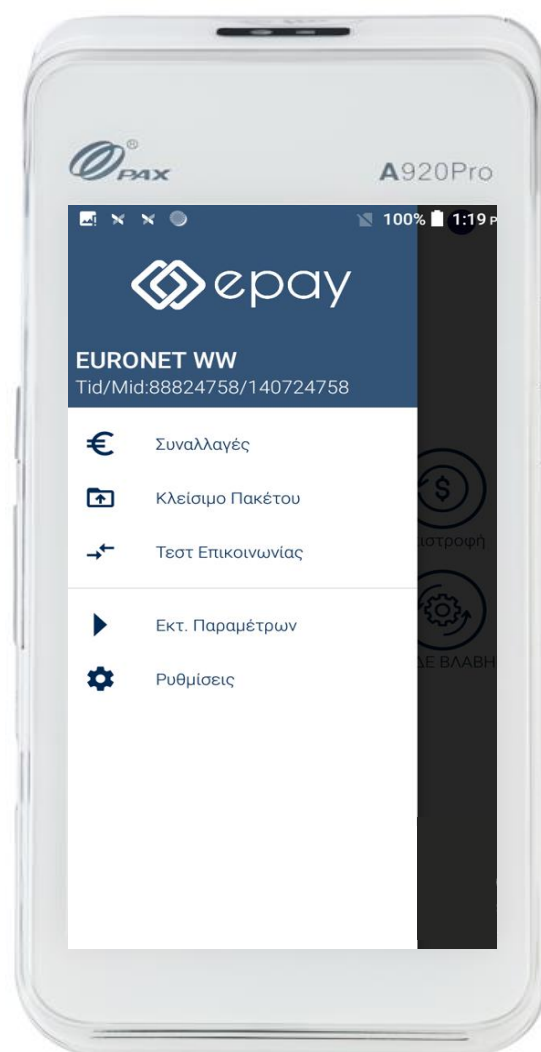 PAX
A920Pro
100% 1:19 P
epay
EURONET WW
Tid/Mid:88824758/140724758
Συναλλαγές
Κλείσιμο Πακέτου
$
Τεστ Επικοινωνίας
ιστροφή
Εκτ. Παραμέτρων
ΔΕ ΒΛΑΒΗ
Ρυθμίσεις